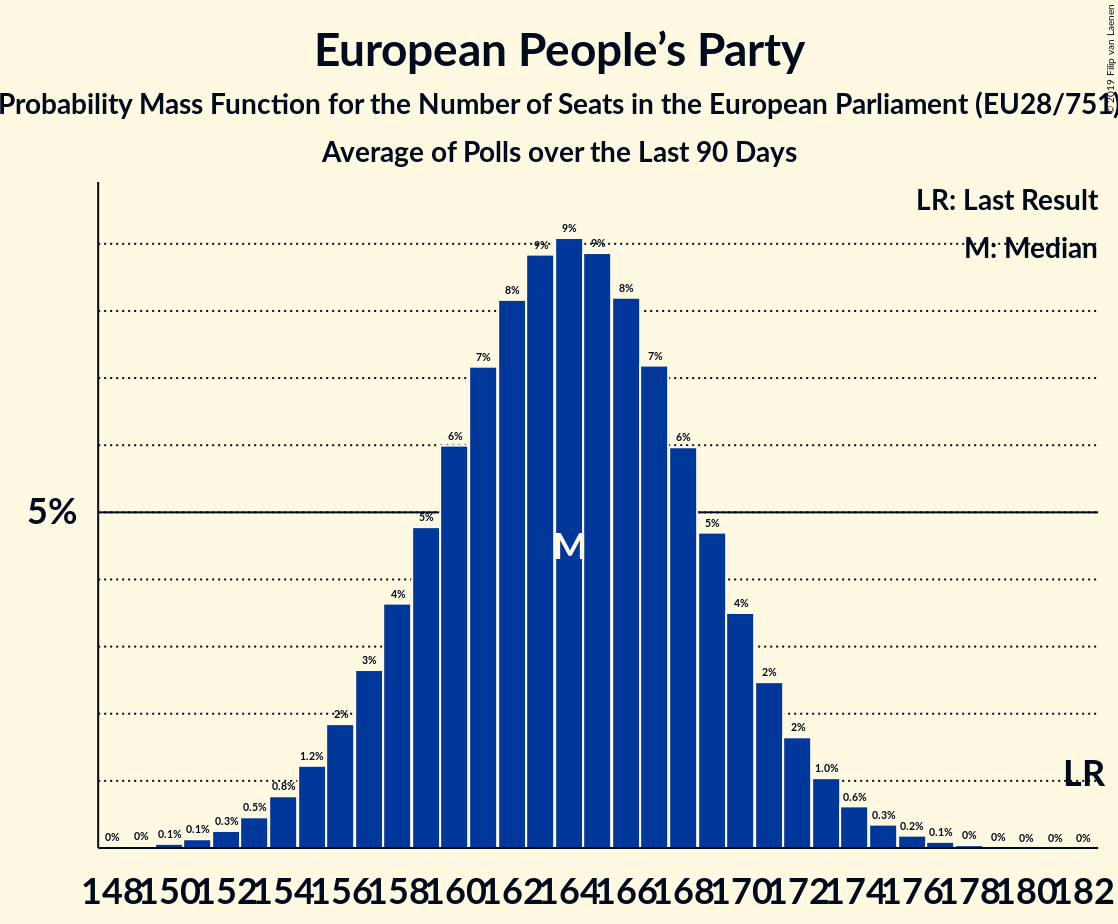 European People’s Party
© 2019 Filip van Laenen
Probability Mass Function for the Number of Seats in the European Parliament (EU28/751)
Average of Polls over the Last 90 Days
LR: Last Result
M: Median
5%
0% 0% 0.1% 0.1% 0.3% 0.5% 0.8% 1.2% 2% 3% 4% 5% 6% 7% 8% 9% 9% 9% 8% 7% 6% 5% 4% 2% 2% 1.0% 0.6% 0.3% 0.2% 0.1% 0% 0% 0% 0% 0%
M
LR
148 150 152 154 156 158 160 162 164 166 168 170 172 174 176 178 180 182